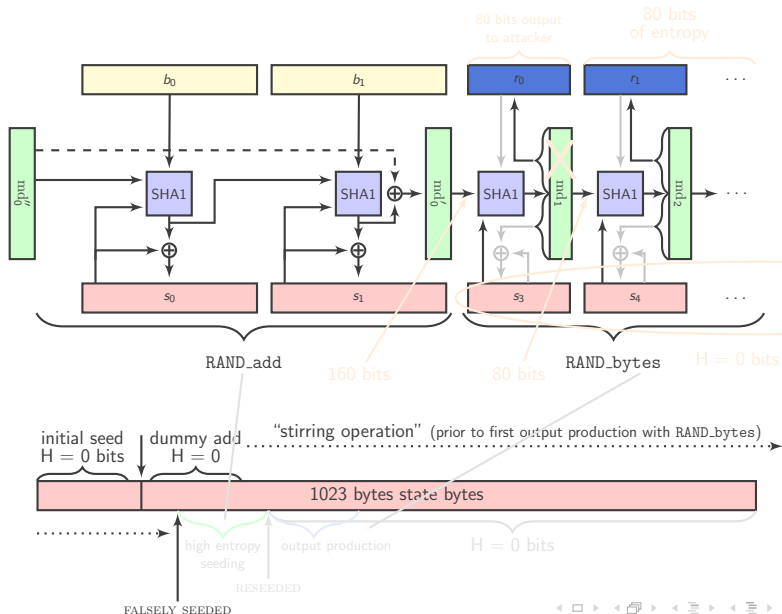 80 bits output
to attacker
80 bits
of entropy
b₀
b₁
r₀
r₁
· · ·
md″₀
SHA1
SHA1
md′₀
SHA1
md₁
SHA1
md₂
· · ·
s₀
s₁
s₃
s₄
· · ·
RAND_add
160 bits
80 bits
RAND_bytes
H = 0 bits
initial seed
H = 0 bits
dummy add
H = 0
“stirring operation” (prior to first output production with RAND_bytes)
1023 bytes state bytes
high entropy
seeding
output production
H = 0 bits
RESEEDED
FALSELY SEEDED